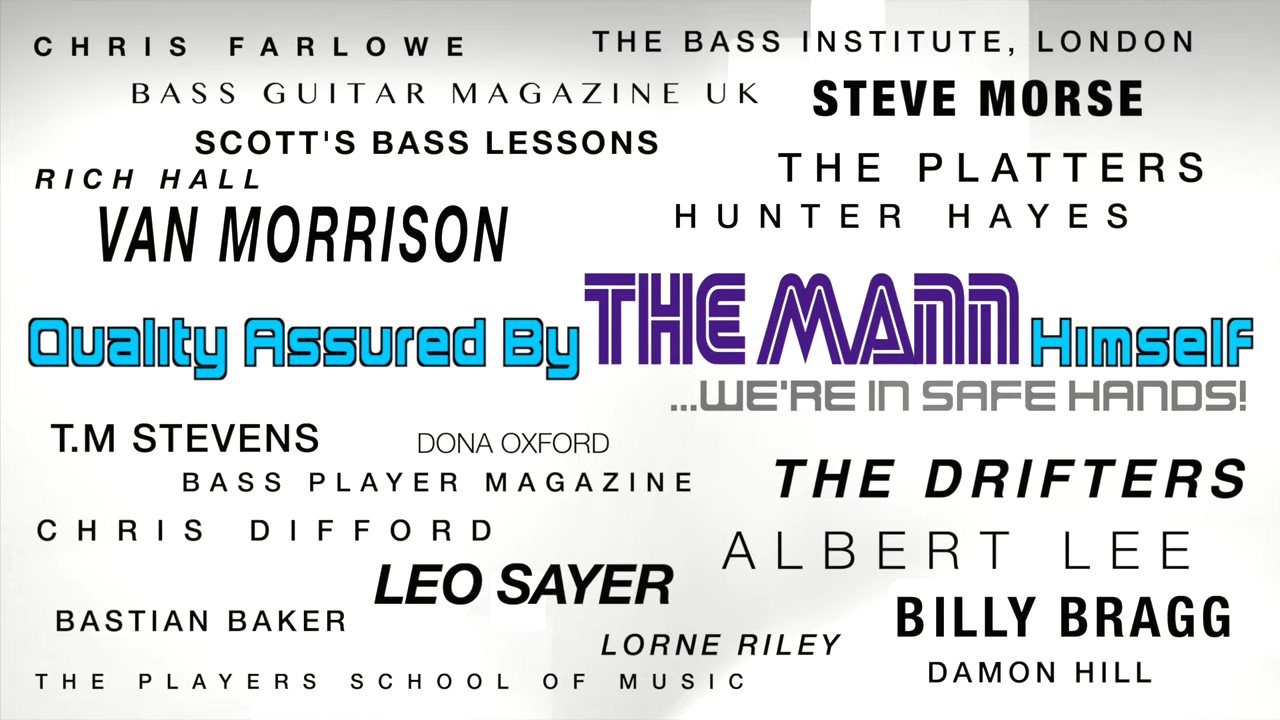 CHRIS FARLOWE
THE BASS INSTITUTE, LONDON
BASS GUITAR MAGAZINE UK
STEVE MORSE
SCOTT'S BASS LESSONS
THE PLATTERS
RICH HALL
HUNTER HAYES
VAN MORRISON
Quality Assured By THE MANN Himself
...WE'RE IN SAFE HANDS!
T.M STEVENS
DONA OXFORD
BASS PLAYER MAGAZINE
THE DRIFTERS
CHRIS DIFFORD
ALBERT LEE
LEO SAYER
BASTIAN BAKER
BILLY BRAGG
LORNE RILEY
DAMON HILL
THE PLAYERS SCHOOL OF MUSIC